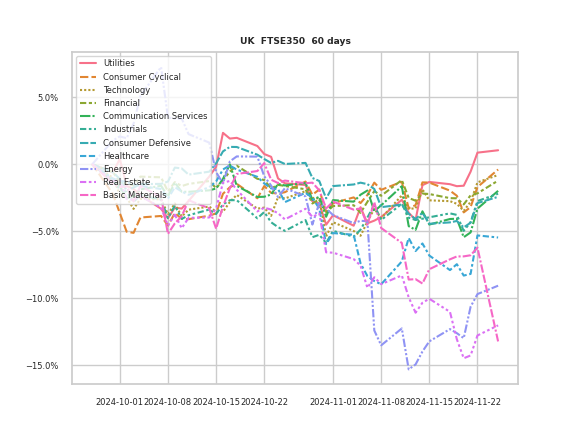 UK FTSE350 60 days
Utilities
Consumer Cyclical
Technology
Financial
Communication Services
Industrials
Consumer Defensive
Healthcare
Energy
Real Estate
Basic Materials
5.0%
0.0%
−5.0%
−10.0%
−15.0%
2024-10-01 2024-10-08 2024-10-15 2024-10-22 2024-11-01 2024-11-08 2024-11-15 2024-11-22